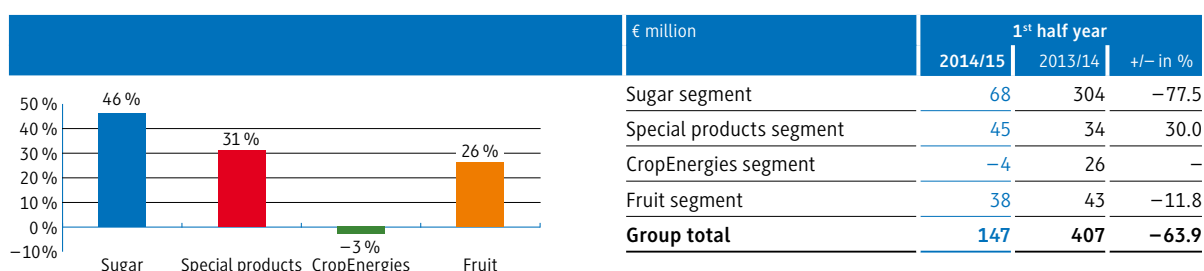 € million 1st half year
2014/15 2013/14 +/– in %
Sugar segment 68 304 –77.5
Special products segment 45 34 30.0
CropEnergies segment –4 26 –
Fruit segment 38 43 –11.8
Group total 147 407 –63.9
50 %
40 %
30 %
20 %
10 %
0 %
–10%
46 %
31 %
–3 %
26 %
Sugar Special products CropEnergies Fruit